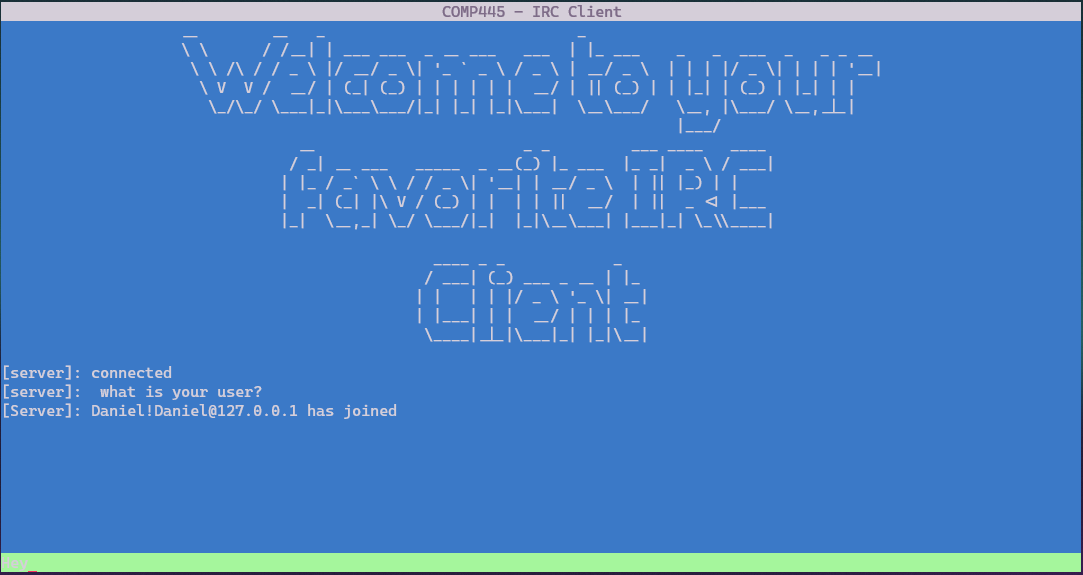 COMP445 – IRC Client
Welcome to your
favorite IRC
Client
[server]: connected
[server]:  what is your user?
[Server]: Daniel!Daniel@127.0.0.1 has joined